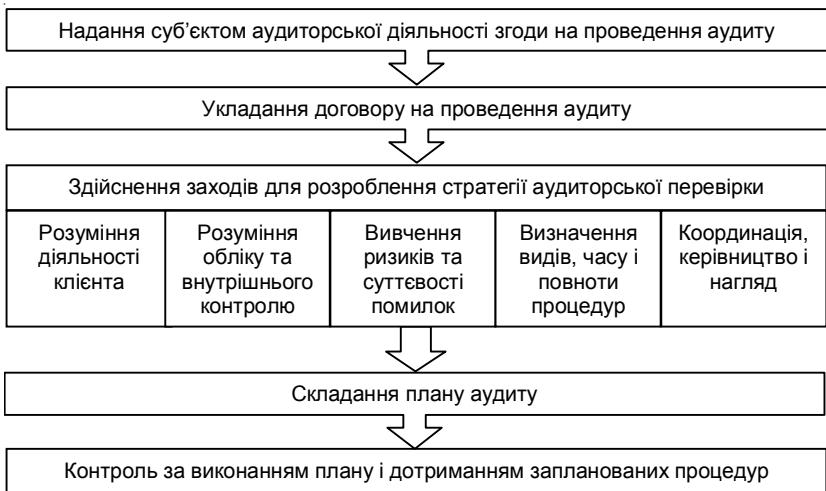 Надання суб’єктом аудиторської діяльності згоди на проведення аудиту
Укладання договору на проведення аудиту
Здійснення заходів для розроблення стратегії аудиторської перевірки
Розуміння
діяльності
клієнта
Розуміння
обліку та
внутрішнього
контролю
Вивчення
ризиків та
суттєвості
помилок
Визначення
видів, часу і
повноти
процедур
Координація,
керівництво і
нагляд
Складання плану аудиту
Контроль за виконанням плану і дотриманням запланованих процедур